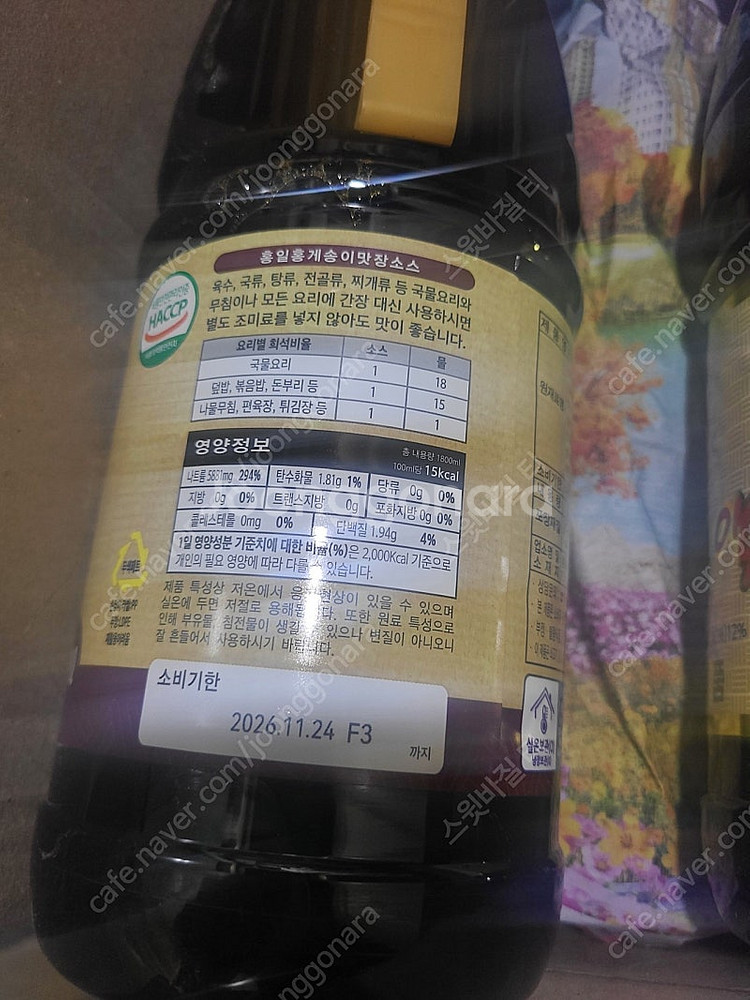 홍일홍게송이맛장소스
육수, 국류, 탕류, 전골류, 찌개류 등 국물요리와
무침이나 모든 요리에 간장 대신 사용하시면
별도 조미료를 넣지 않아도 맛이 좋습니다.
HACCP
요리별 희석비율 소스 물
국물요리 1 18
덮밥, 볶음밥, 돈부리 등 1 15
나물무침, 편육장, 튀김장 등 1 1
영양정보
총 내용량 1800ml
100ml당 15kcal
나트륨 5881mg 294% 탄수화물 1.81g 1% 당류 0g 0%
지방 0g 0% 트랜스지방 0g 포화지방 0g 0%
콜레스테롤 0mg 0% 단백질 1.94g 4%
1일 영양성분 기준치에 대한 비율(%)은 2,000Kcal 기준으로
개인의 필요 영양에 따라 다를 수 있습니다.
제품 특성상 저온에서 현상이 있을 수 있으며
실온에 두면 저절로 용해됩니다. 또한 원료 특성으로
인해 부유물, 침전물이 생길 수 있으나 변질이 아니오니
잘 흔들어서 사용하시기 바랍니다.
소비기한
2026.11.24 F3
까지
실온보관
12%
joonggonara
cafe.naver.com/joonggonara
스윗바질 터